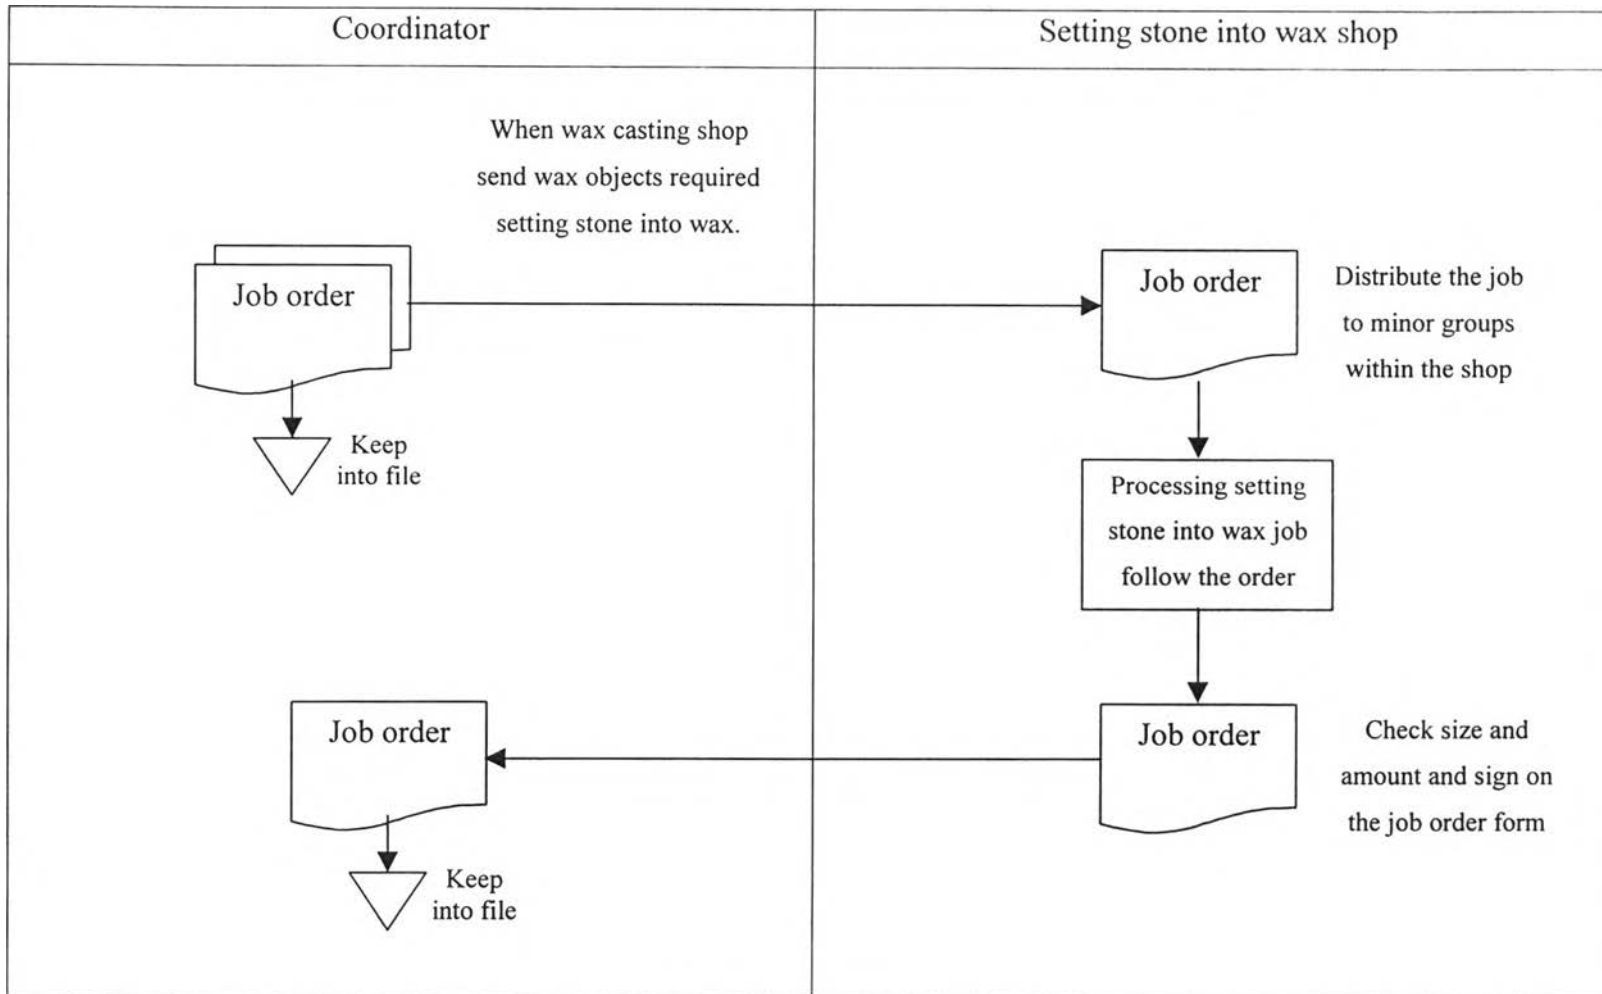 Coordinator
Setting stone into wax shop
When wax casting shop
send wax objects required
setting stone into wax.
Job order
Job order
Distribute the job
to minor groups
within the shop
Keep
into file
Processing setting
stone into wax job
follow the order
Job order
Job order
Check size and
amount and sign on
the job order form
Keep
into file